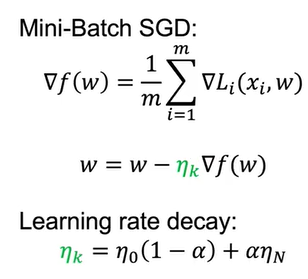 Mini-Batch SGD:
∇f(w) = 1/m ∑_{i=1}^{m} ∇L_i(x_i, w)
w = w − η_k∇f(w)
Learning rate decay:
η_k = η_0(1 − α) + αη_N